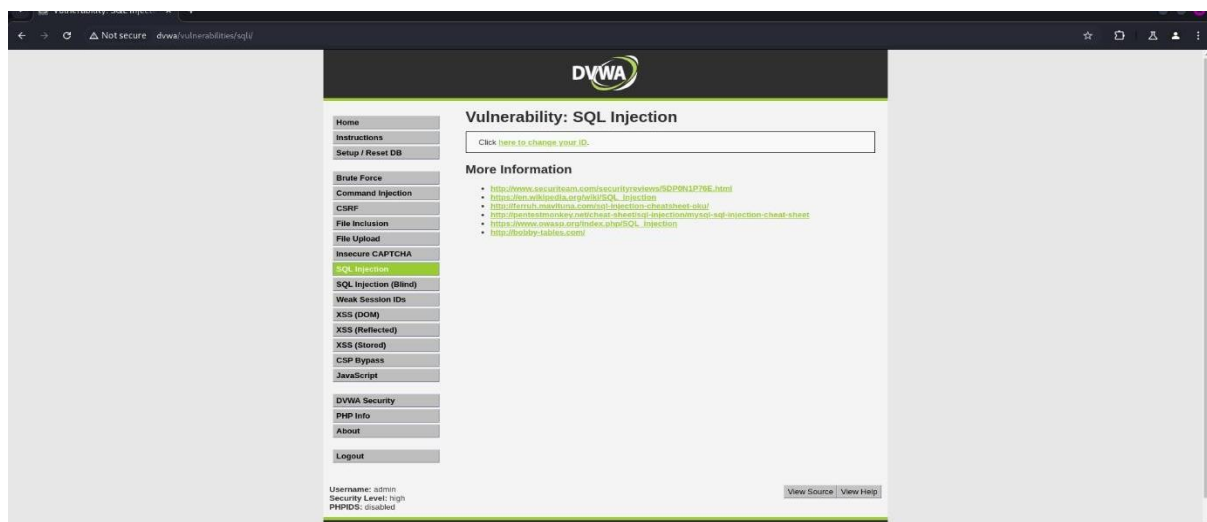 Vulnerability: SQL Inject
Not secure dvwa/vulnerabilities/sqli/
DVWA
Home
Instructions
Setup / Reset DB
Brute Force
Command Injection
CSRF
File Inclusion
File Upload
Insecure CAPTCHA
SQL Injection
SQL Injection (Blind)
Weak Session IDs
XSS (DOM)
XSS (Reflected)
XSS (Stored)
CSP Bypass
JavaScript
DVWA Security
PHP Info
About
Logout
Vulnerability: SQL Injection
Click here to change your ID.
More Information
http://www.securiteam.com/securityreviews/5DP0N1P76E.html
https://en.wikipedia.org/wiki/SQL_injection
http://ferruh.mavituna.com/sql-injection-cheatsheet-oku/
http://pentestmonkey.net/cheat-sheet/sql-injection/mysql-sql-injection-cheat-sheet
https://www.owasp.org/index.php/SQL_Injection
http://bobby-tables.com/
Username: admin
Security Level: high
PHPIDS: disabled
View Source View Help